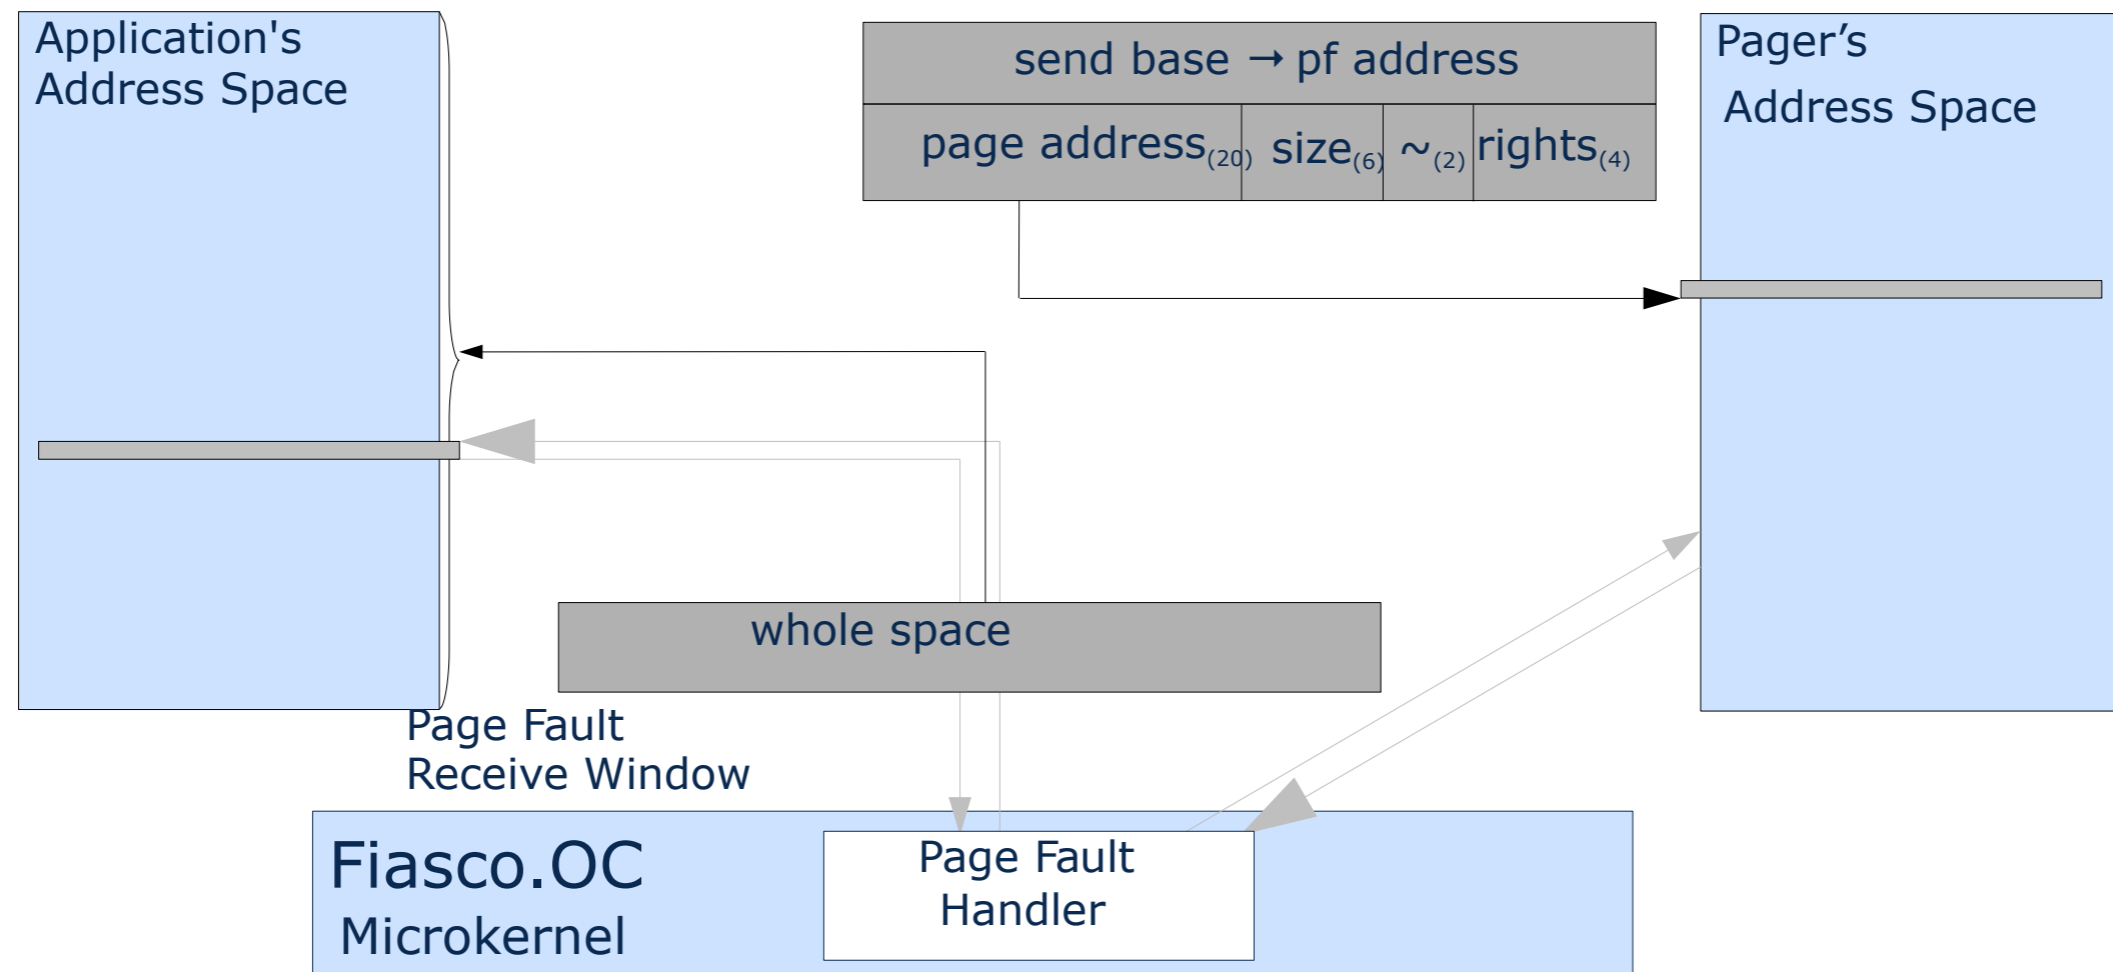 Application's
Address Space
send base → pf address
page address(20) size(6) ~(2) rights(4)
Pager’s
Address Space
whole space
Page Fault
Receive Window
Fiasco.OC
Microkernel
Page Fault
Handler